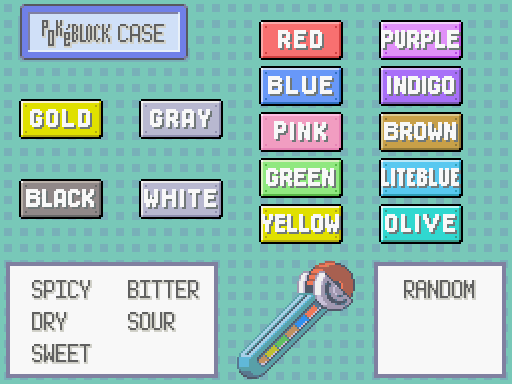 POKéBLOCK CASE
RED
PURPLE
BLUE
INDIGO
GOLD
GRAY
PINK
BROWN
GREEN
LITEBLUE
BLACK
WHITE
YELLOW
OLIVE
SPICY BITTER
DRY SOUR
SWEET
RANDOM